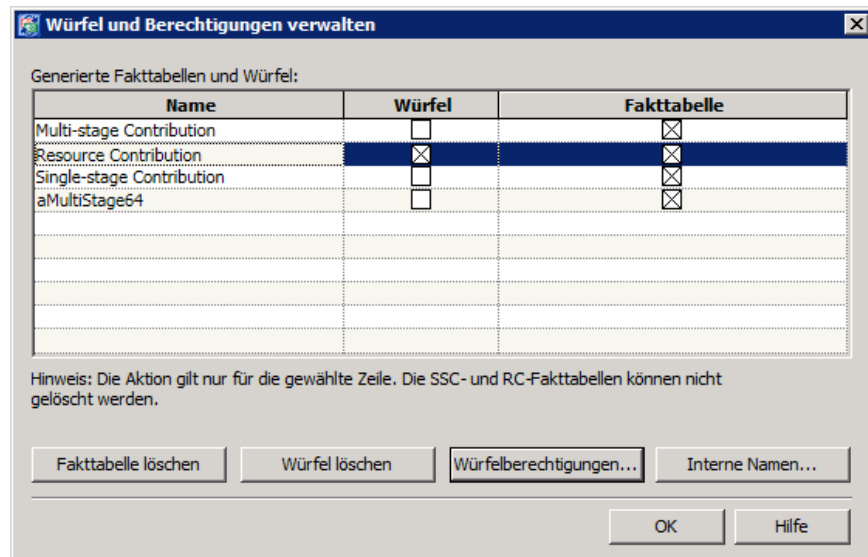 Würfel und Berechtigungen verwalten
Generierte Fakttabellen und Würfel:
Name Würfel Fakttabelle
Multi-stage Contribution
Resource Contribution
Single-stage Contribution
aMultiStage64
Hinweis: Die Aktion gilt nur für die gewählte Zeile. Die SSC- und RC-Fakttabellen können nicht
gelöscht werden.
Fakttabelle löschen Würfel löschen Würfelberechtigungen... Interne Namen...
OK Hilfe